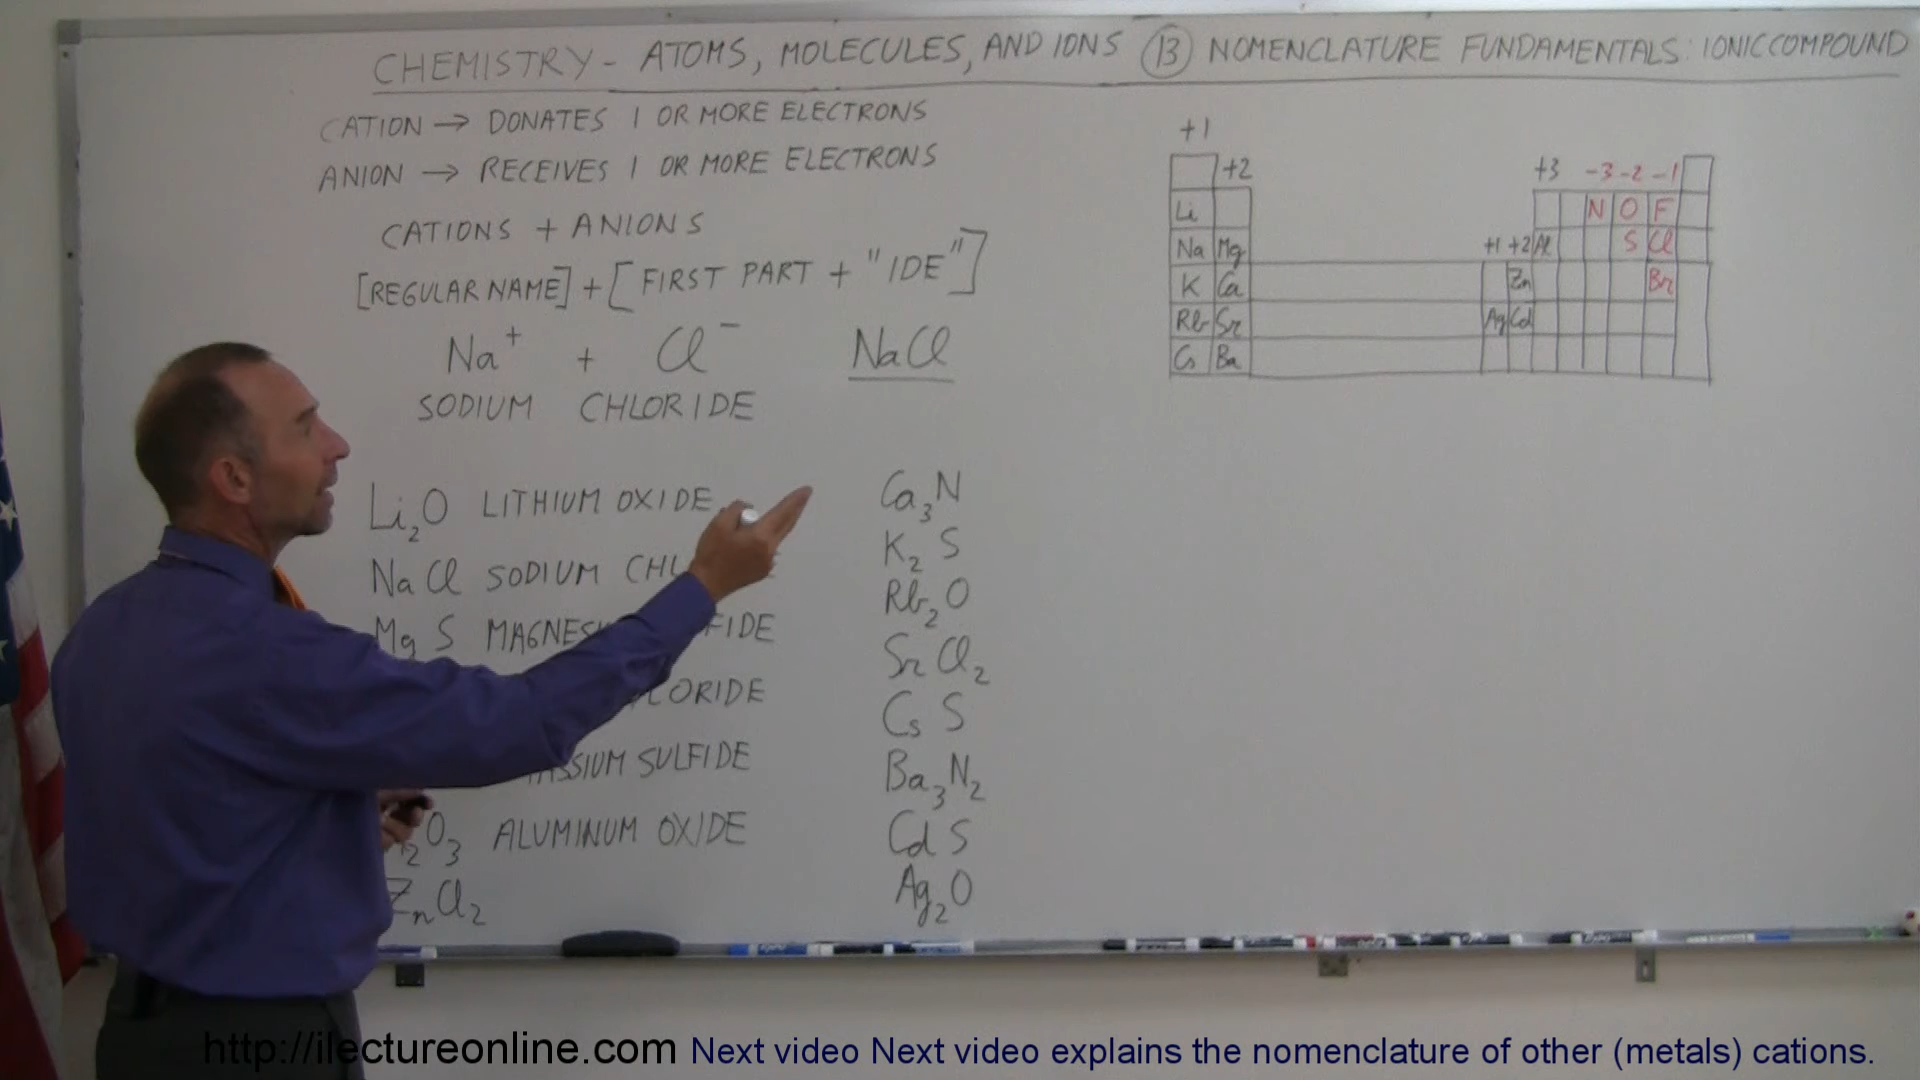 CHEMISTRY - ATOMS, MOLECULES, AND IONS 13 NOMENCLATURE FUNDAMENTALS: IONIC COMPOUND
CATION → DONATES 1 OR MORE ELECTRONS
ANION → RECEIVES 1 OR MORE ELECTRONS
CATIONS + ANIONS
[REGULAR NAME] + [FIRST PART + "IDE"]
Na⁺ + Cl⁻ NaCl
SODIUM CHLORIDE
Li₂O LITHIUM OXIDE
NaCl SODIUM
MgS
ORIDE
SULFIDE
O₃ ALUMINUM OXIDE
ZnCl₂
Ca₃N
K₂S
Rb₂O
SrCl₂
CsS
Ba₃N₂
CdS
Ag₂O
+1
+2 +3 -3 -2 -1
Li N O F
Na Mg +1 +2 Al S Cl
K Ca Zn Br
Rb Sr Ag Cd
Cs Ba
http://ilectureonline.com Next video Next video explains the nomenclature of other (metals) cations.